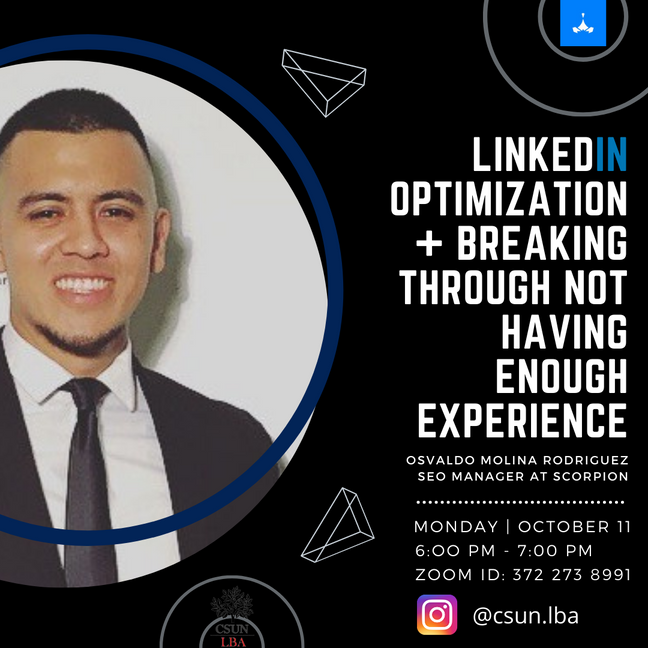 LINKEDIN
OPTIMIZATION
+ BREAKING
THROUGH NOT
HAVING
ENOUGH
EXPERIENCE
OSVALDO MOLINA RODRIGUEZ
SEO MANAGER AT SCORPION
MONDAY | OCTOBER 11
6:OO PM - 7:00 PM
ZOOM ID: 372 273 8991
@csun.lba
CSUN
LBA